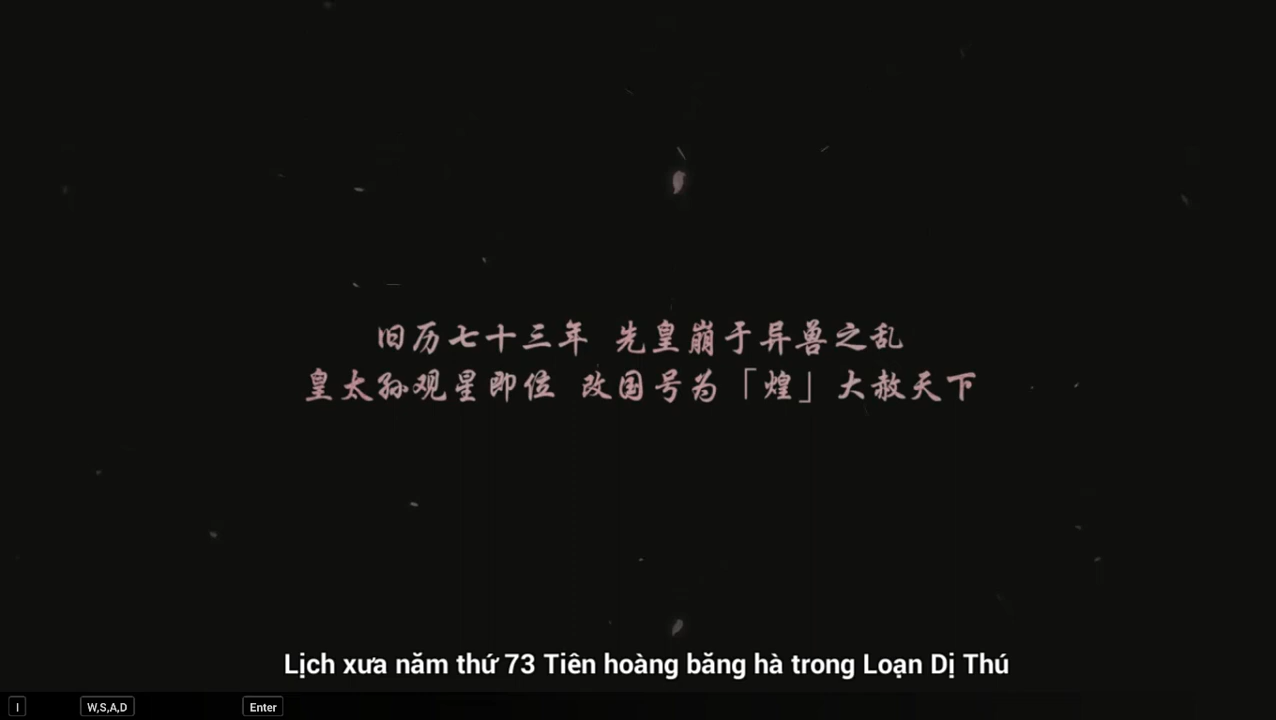 旧历七十三年 先皇崩于异兽之乱
皇太孙观星即位 改国号为「煌」大赦天下
Lịch xưa năm thứ 73 Tiên hoàng băng hà trong Loạn Dị Thú
I W,S,A,D Enter